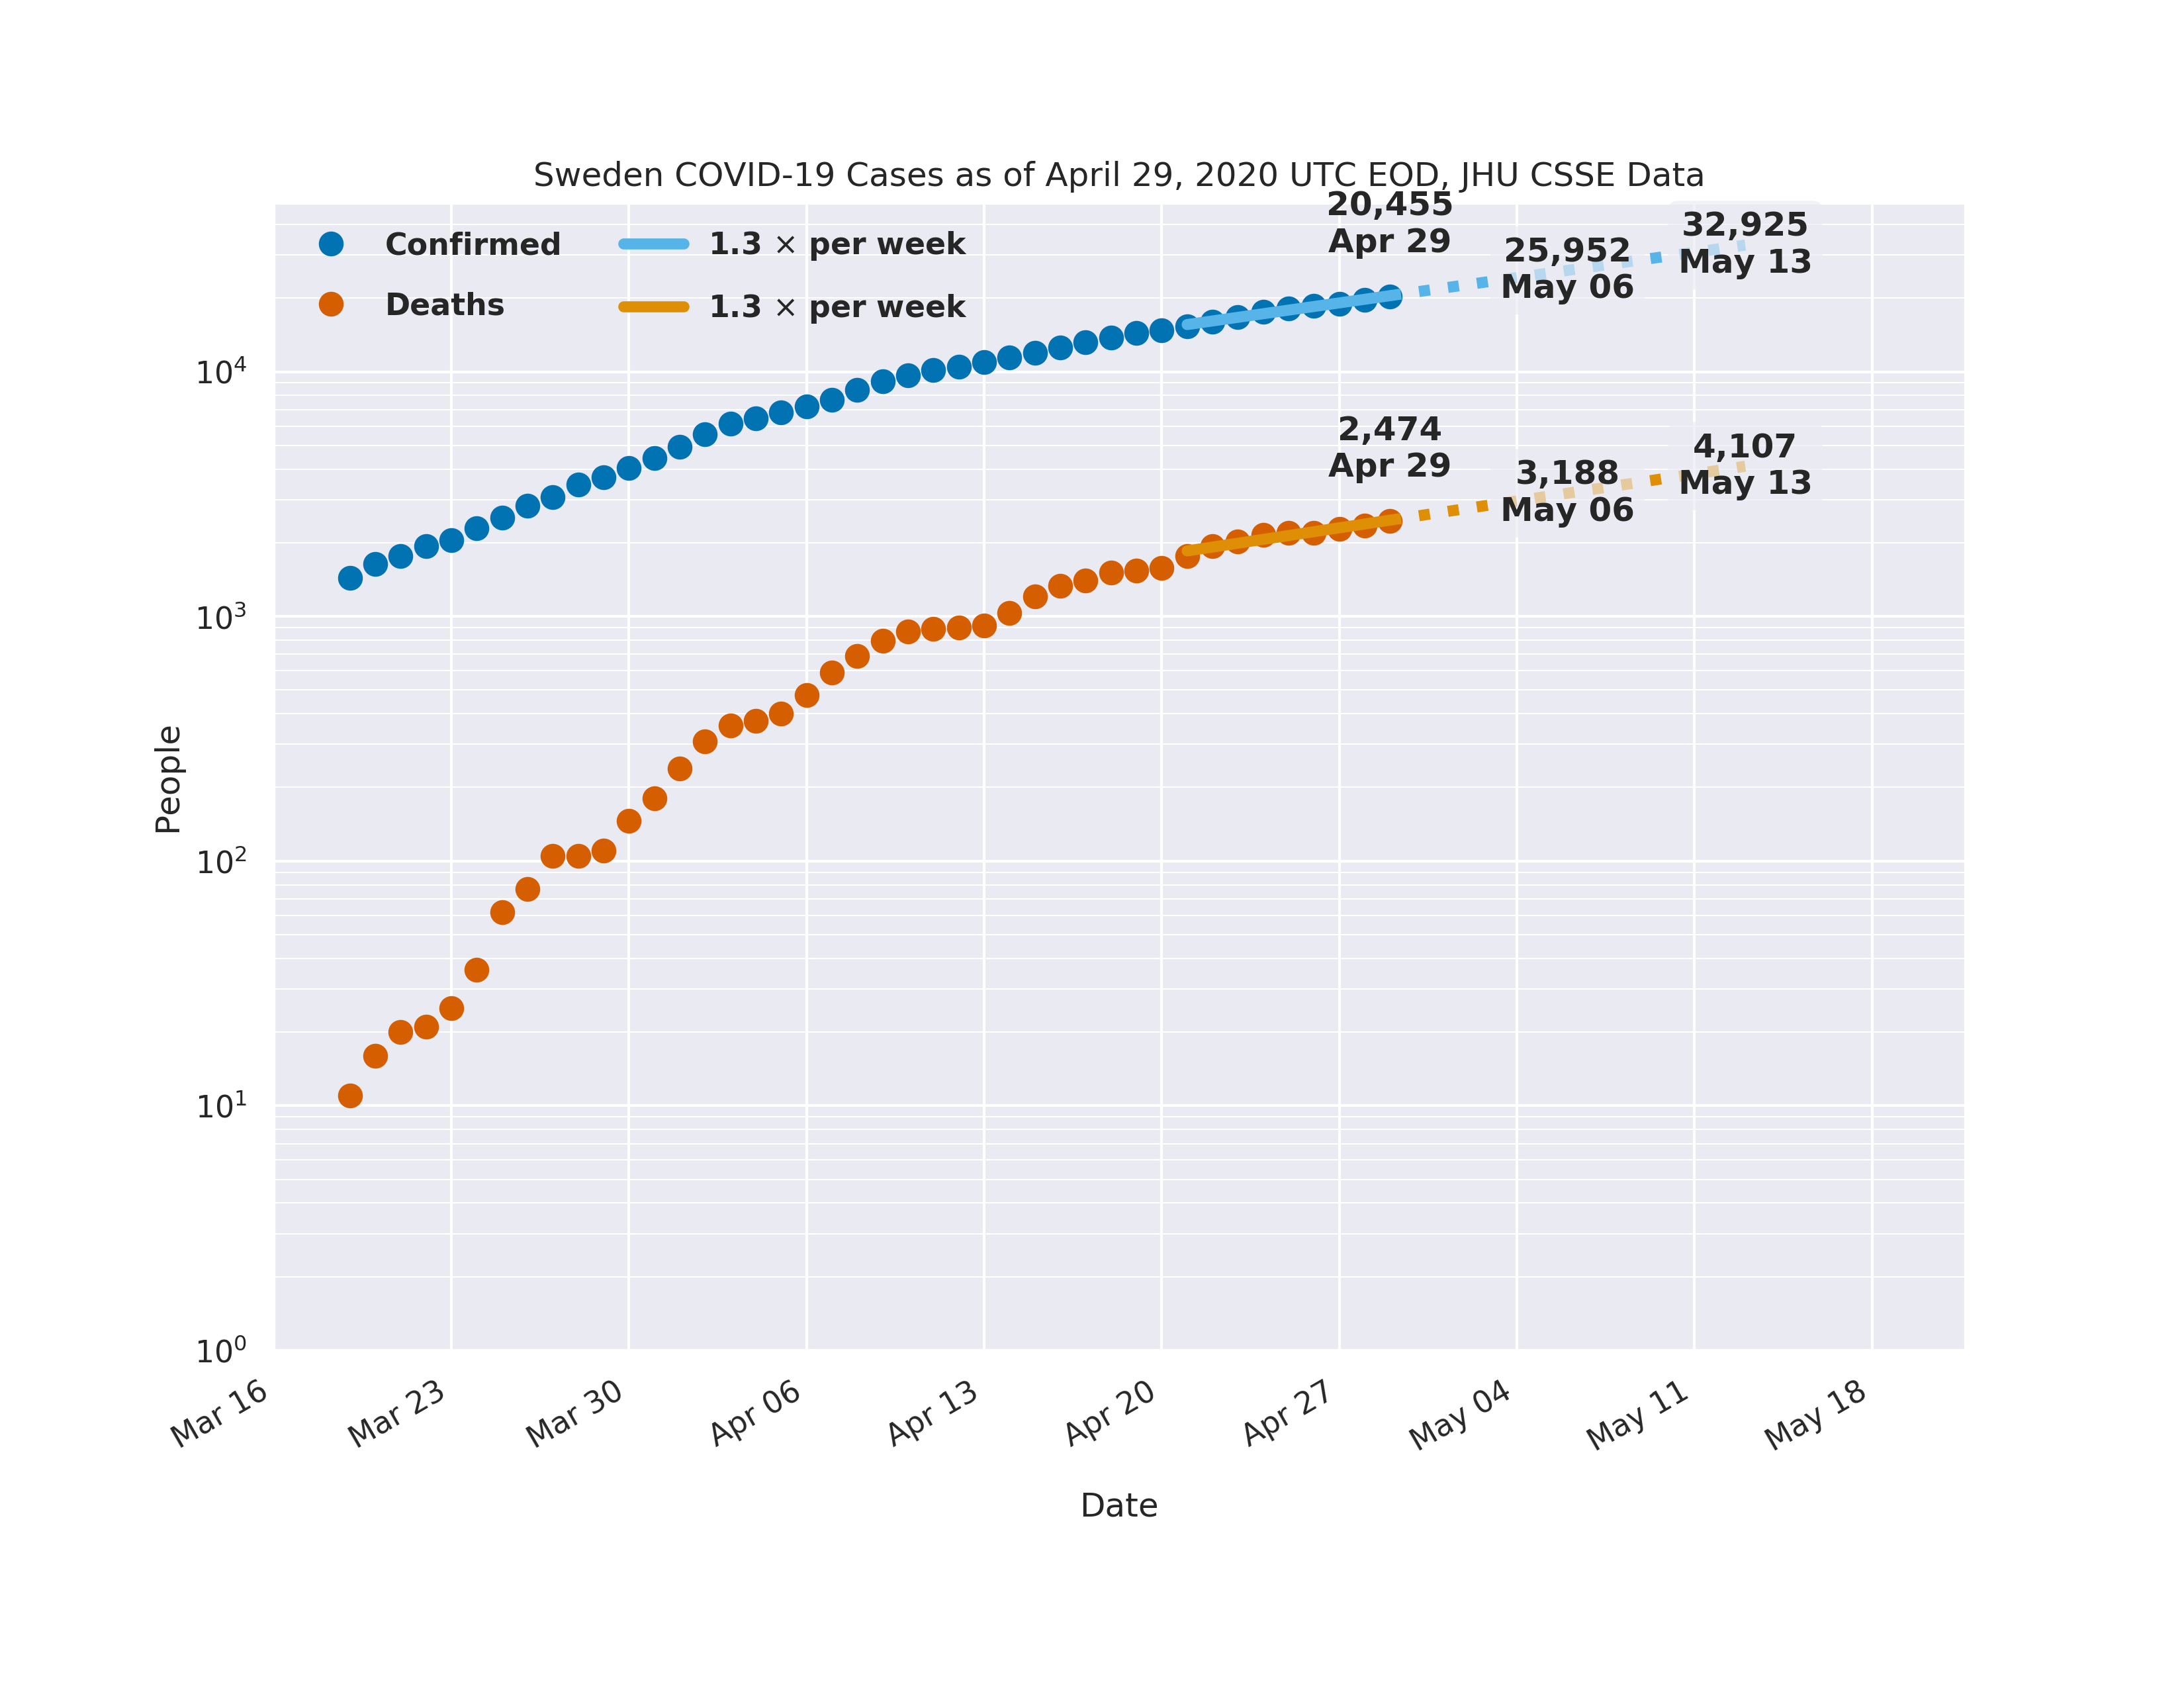 Sweden COVID-19 Cases as of April 29, 2020 UTC EOD, JHU CSSE Data
Confirmed
Deaths
1.3 × per week
1.3 × per week
20,455
Apr 29
25,952
May 06
32,925
May 13
2,474
Apr 29
3,188
May 06
4,107
May 13
People
10⁴
10³
10²
10¹
10⁰
Mar 16
Mar 23
Mar 30
Apr 06
Apr 13
Apr 20
Apr 27
May 04
May 11
May 18
Date